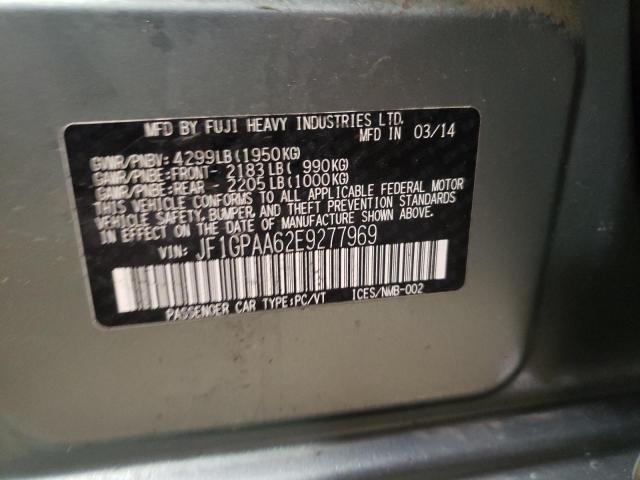 MFD BY FUJI HEAVY INDUSTRIES LTD.
MFD IN 03/14
GVWR/PNBV: 4299LB(1950KG)
GAWR/PNBE:FRONT- 2183LB( 990KG)
GAWR/PNBE:REAR - 2205LB(1000KG)
THIS VEHICLE CONFORMS TO ALL APPLICABLE FEDERAL MOTOR
VEHICLE SAFETY, BUMPER, AND THEFT PREVENTION STANDARDS
IN EFFECT ON THE DATE OF MANUFACTURE SHOWN ABOVE.
VIN: JF1GPAA62E9277969
PASSENGER CAR TYPE:PC/VT ICES/NMB-002